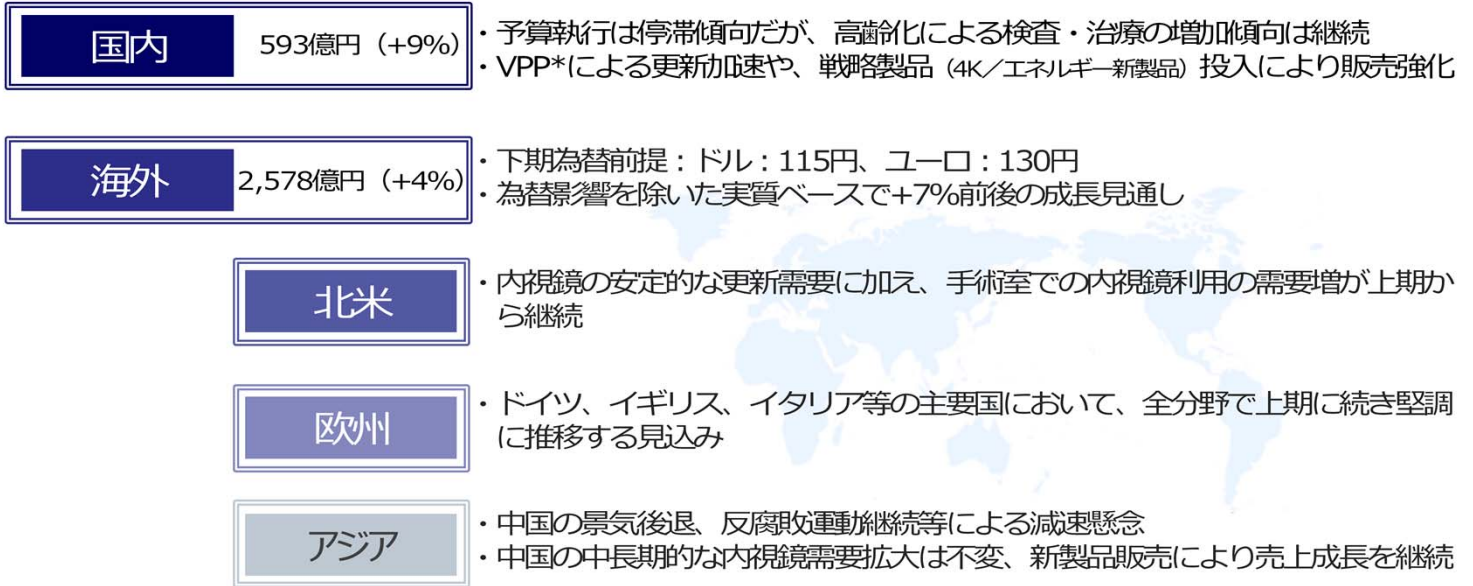 国内
593億円（+9%）
・予算執行は停滞傾向だが、高齢化による検査・治療の増加傾向は継続
・VPP*による更新加速や、戦略製品（4K／エネルギー新製品）投入により販売強化
海外
2,578億円（+4%）
・下期為替前提：ドル：115円、ユーロ：130円
・為替影響を除いた実質ベースで+7%前後の成長見通し
北米
・内視鏡の安定的な更新需要に加え、手術室での内視鏡利用の需要増が上期か
ら継続
欧州
・ドイツ、イギリス、イタリア等の主要国において、全分野で上期に続き堅調
に推移する見込み
アジア
・中国の景気後退、反腐敗運動継続等による減速懸念
・中国の中長期的な内視鏡需要拡大は不変、新製品販売により売上成長を継続